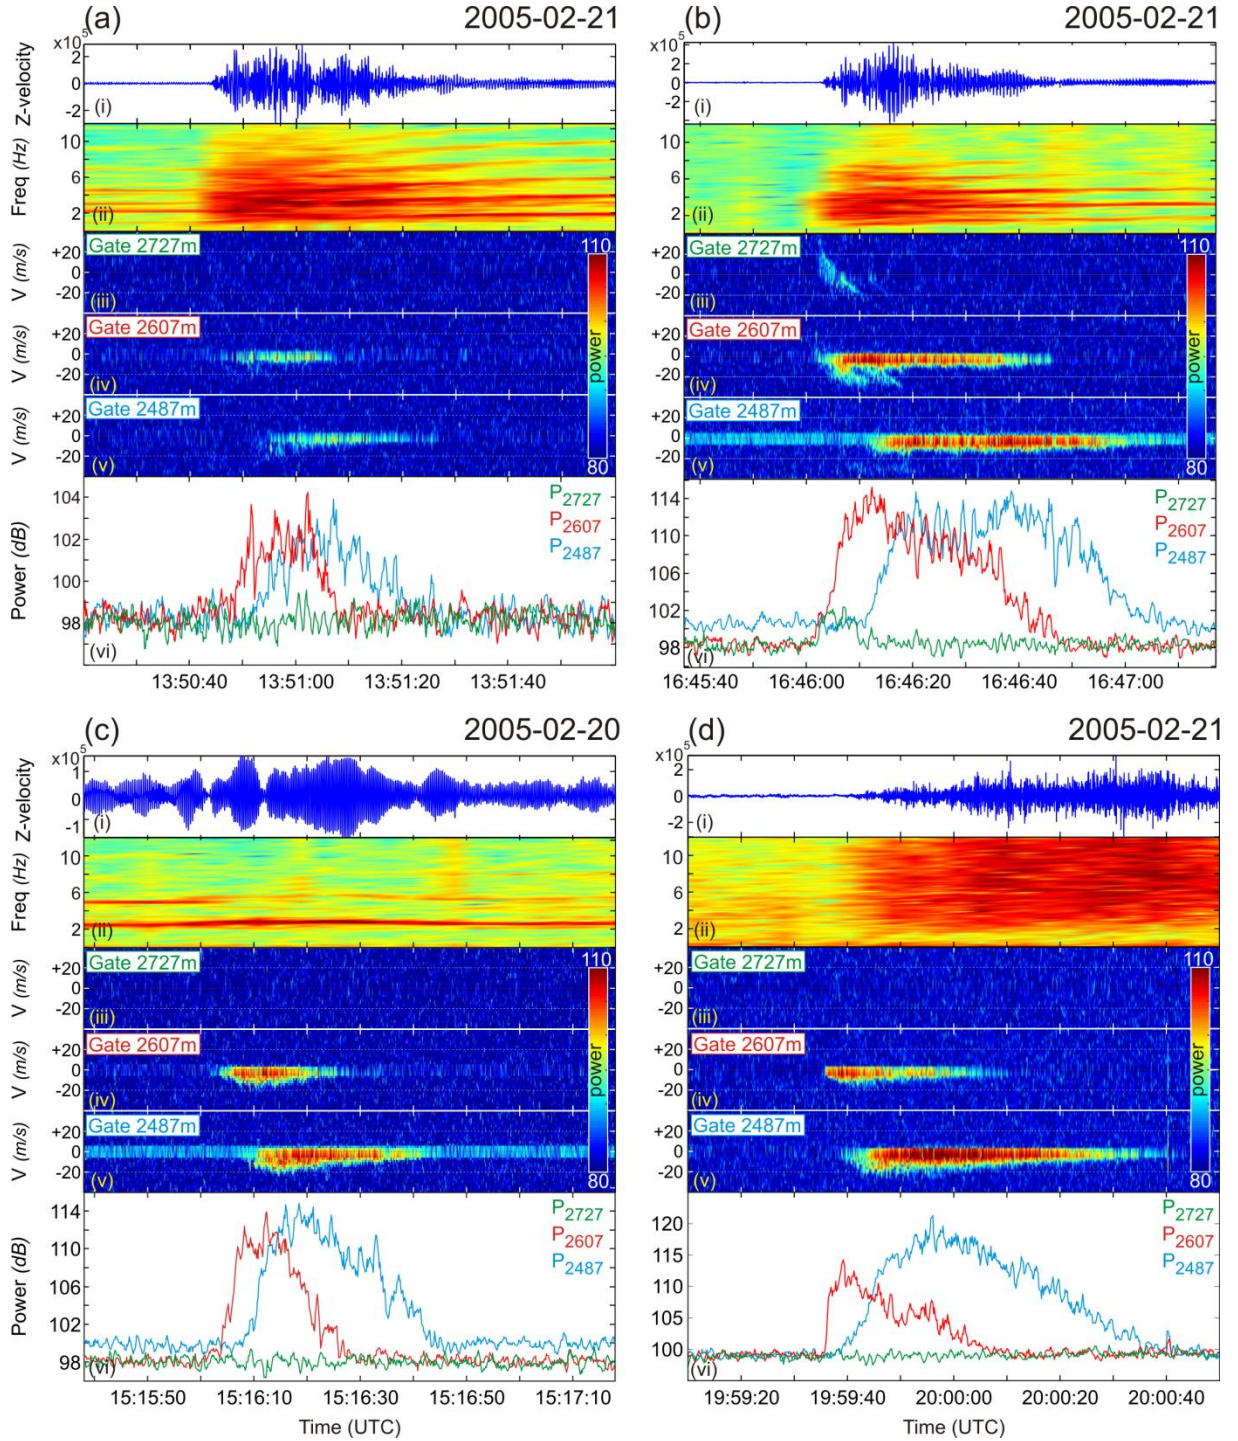 (a) 2005-02-21
x10⁵
Z-velocity
2
0
-2
(i)
Freq (Hz)
10
6
2
(ii)
Gate 2727m
V (m/s)
+20
0
-20
(iii)
110
power
80
Gate 2607m
V (m/s)
+20
0
-20
(iv)
Gate 2487m
V (m/s)
+20
0
-20
(v)
Power (dB)
104
102
100
98
P2727
P2607
P2487
(vi)
13:50:40 13:51:00 13:51:20 13:51:40
(b) 2005-02-21
x10⁵
2
0
-2
(i)
10
6
2
(ii)
Gate 2727m
+20
0
-20
(iii)
110
power
80
Gate 2607m
+20
0
-20
(iv)
Gate 2487m
+20
0
-20
(v)
114
110
106
102
98
P2727
P2607
P2487
(vi)
16:45:40 16:46:00 16:46:20 16:46:40 16:47:00
(c) 2005-02-20
x10⁵
Z-velocity
1
0
-1
(i)
Freq (Hz)
10
6
2
(ii)
Gate 2727m
V (m/s)
+20
0
-20
(iii)
110
power
80
Gate 2607m
V (m/s)
+20
0
-20
(iv)
Gate 2487m
V (m/s)
+20
0
-20
(v)
Power (dB)
114
110
106
102
98
P2727
P2607
P2487
(vi)
15:15:50 15:16:10 15:16:30 15:16:50 15:17:10
Time (UTC)
(d) 2005-02-21
x10⁵
2
0
-2
(i)
10
6
2
(ii)
Gate 2727m
+20
0
-20
(iii)
110
power
80
Gate 2607m
+20
0
-20
(iv)
Gate 2487m
+20
0
-20
(v)
120
115
110
105
100
P2727
P2607
P2487
(vi)
19:59:20 19:59:40 20:00:00 20:00:20 20:00:40
Time (UTC)